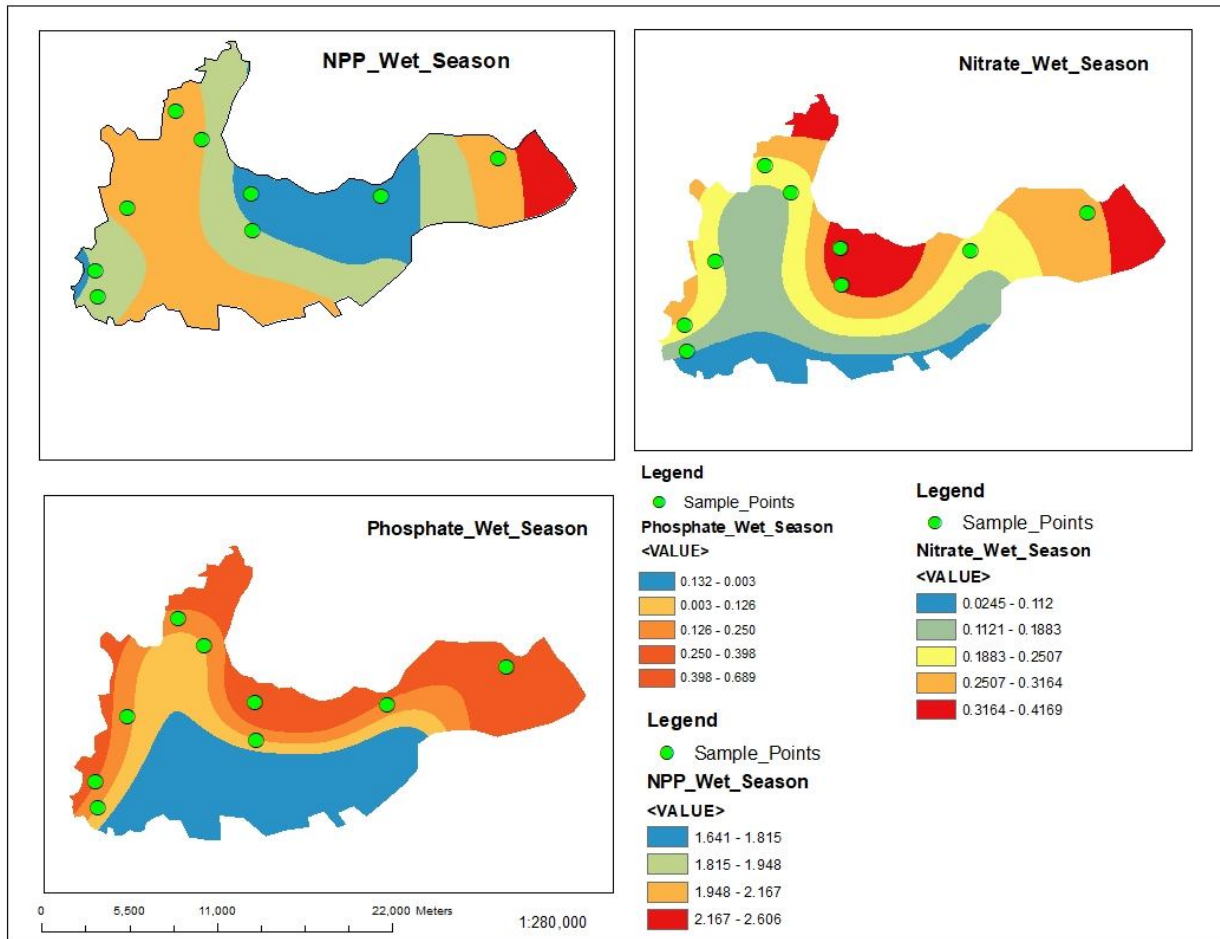 NPP_Wet_Season
Nitrate_Wet_Season
Phosphate_Wet_Season
0 5,500 11,000 22,000 Meters
1:280,000
Legend
Sample_Points
Phosphate_Wet_Season
<VALUE>
0.132 - 0.003
0.003 - 0.126
0.126 - 0.250
0.250 - 0.398
0.398 - 0.689
Legend
Sample_Points
NPP_Wet_Season
<VALUE>
1.641 - 1.815
1.815 - 1.948
1.948 - 2.167
2.167 - 2.606
Legend
Sample_Points
Nitrate_Wet_Season
<VALUE>
0.0245 - 0.112
0.1121 - 0.1883
0.1883 - 0.2507
0.2507 - 0.3164
0.3164 - 0.4169